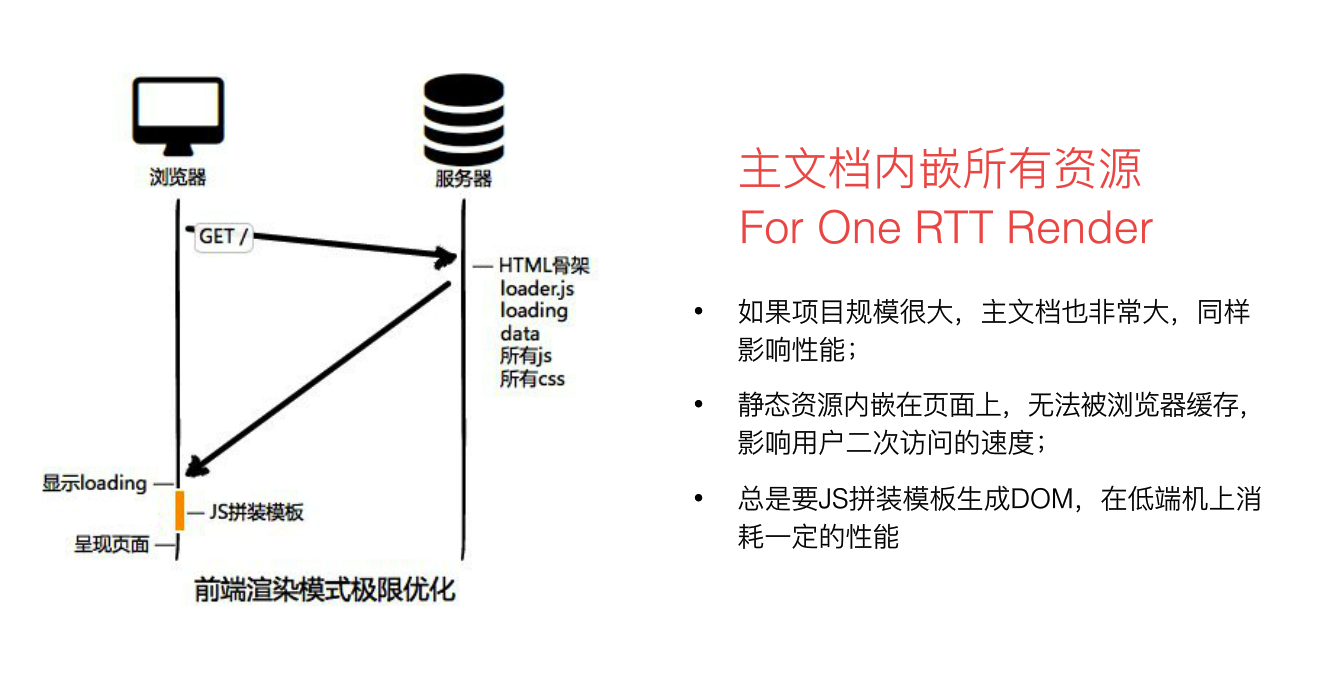 浏览器
服务器
GET /
HTML骨架
loader.js
loading
data
所有js
所有css
显示loading
JS拼装模板
呈现页面
前端渲染模式极限优化
主文档内嵌所有资源
For One RTT Render
• 如果项目规模很大，主文档也非常大，同样
影响性能；
• 静态资源内嵌在页面上，无法被浏览器缓存，
影响用户二次访问的速度；
• 总是要JS拼装模板生成DOM，在低端机上消
耗一定的性能